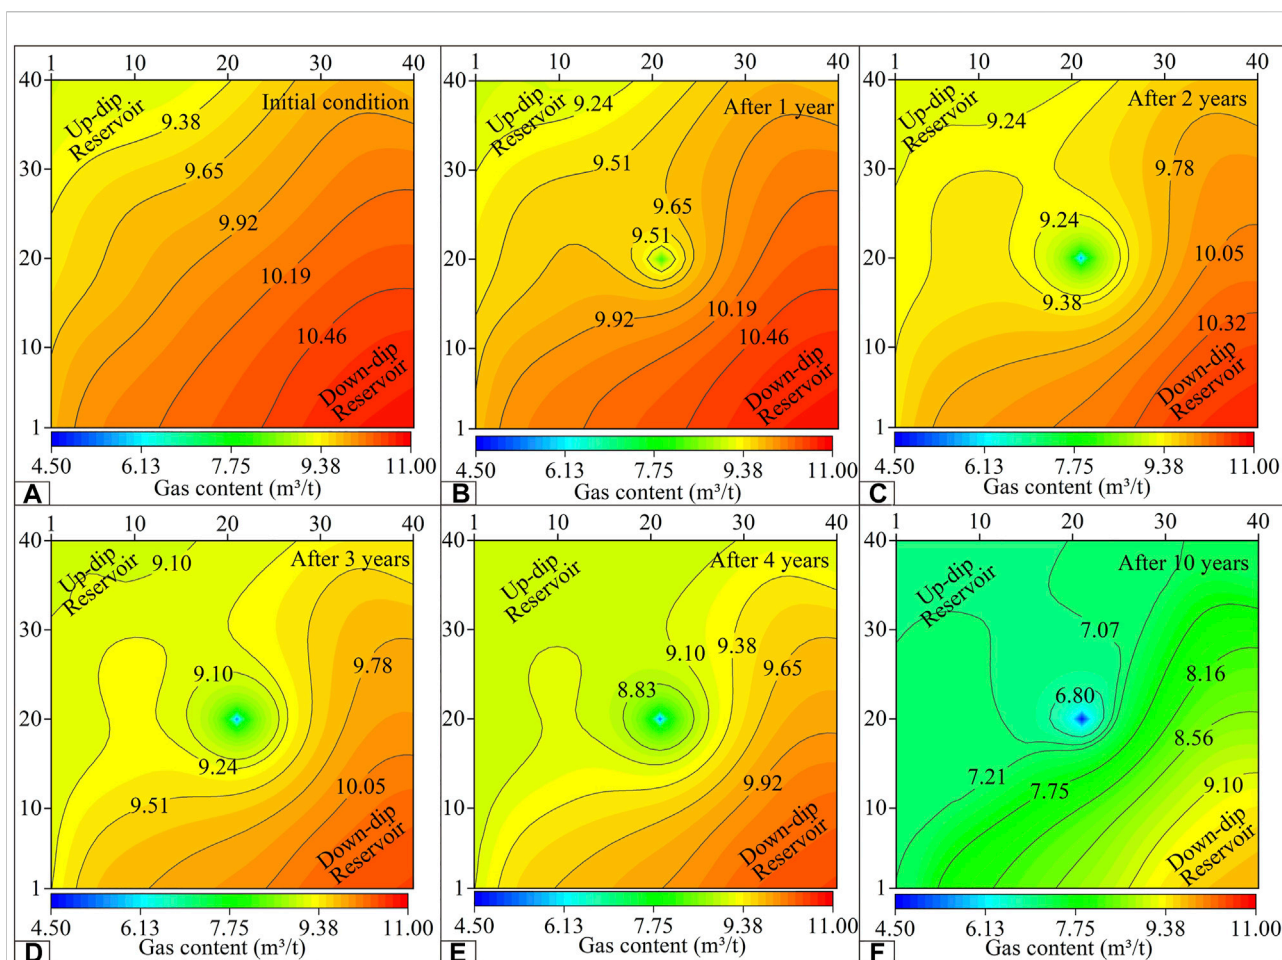 1 10 20 30 40
40
Up-dip
Reservoir
Initial condition
9.38
30
9.65
9.92
20
10.19
10
10.46
Down-dip
Reservoir
1
4.50 6.13 7.75 9.38 11.00
A
Gas content (m³/t)
1 10 20 30 40
40
Up-dip
Reservoir
9.24
After 1 year
9.51
30
9.65
9.51
20
9.92
10.19
10
10.46
Down-dip
Reservoir
1
4.50 6.13 7.75 9.38 11.00
B
Gas content (m³/t)
1 10 20 30 40
40
Up-dip
Reservoir
After 2 years
9.24
30
9.78
9.24
20
10.05
9.38
10.32
10
Down-dip
Reservoir
1
4.50 6.13 7.75 9.38 11.00
C
Gas content (m³/t)
1 10 20 30 40
40
Up-dip
Reservoir
9.10
After 3 years
30
9.78
9.10
20
9.24
10.05
9.51
10
Down-dip
Reservoir
1
4.50 6.13 7.75 9.38 11.00
D
Gas content (m³/t)
1 10 20 30 40
40
Up-dip
Reservoir
After 4 years
30
9.10
9.38
9.65
8.83
20
9.92
10
Down-dip
Reservoir
1
4.50 6.13 7.75 9.38 11.00
E
Gas content (m³/t)
1 10 20 30 40
40
Up-dip
Reservoir
After 10 years
30
7.07
8.16
6.80
20
8.56
7.21
7.75
9.10
10
Down-dip
Reservoir
1
4.50 6.13 7.75 9.38 11.00
F
Gas content (m³/t)